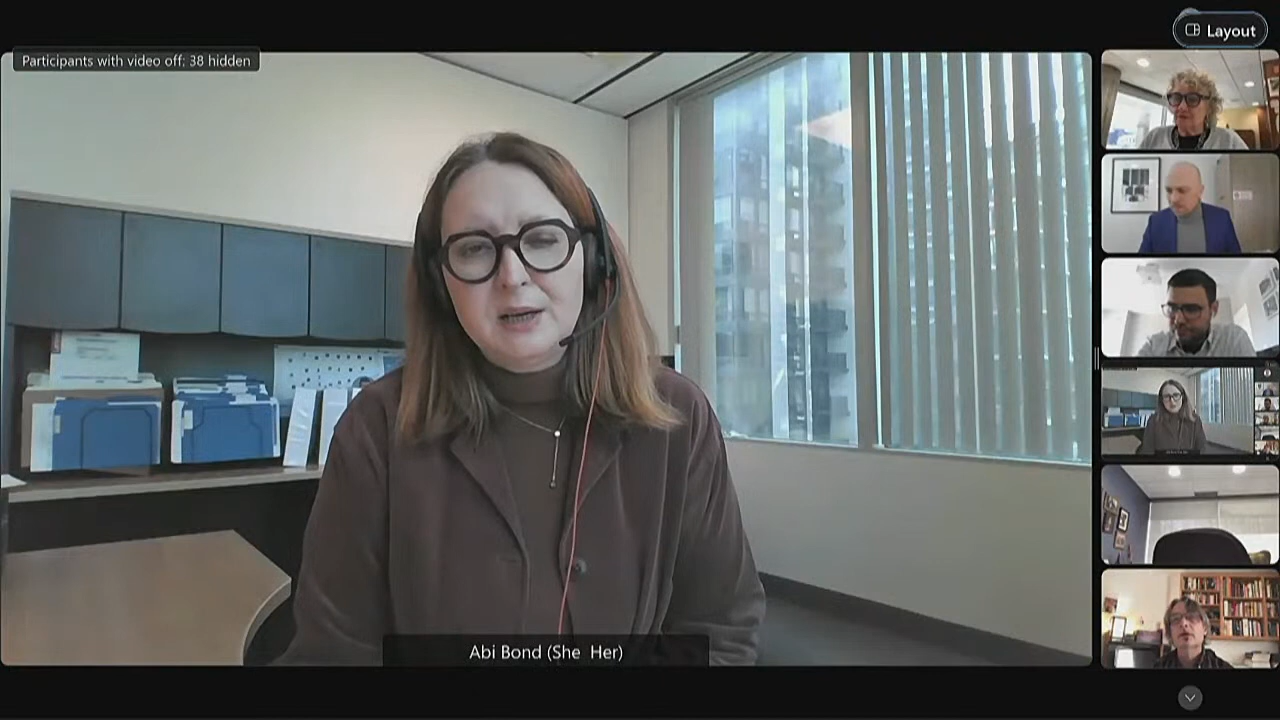 Layout
Participants with video off: 38 hidden
Abi Bond (She Her)